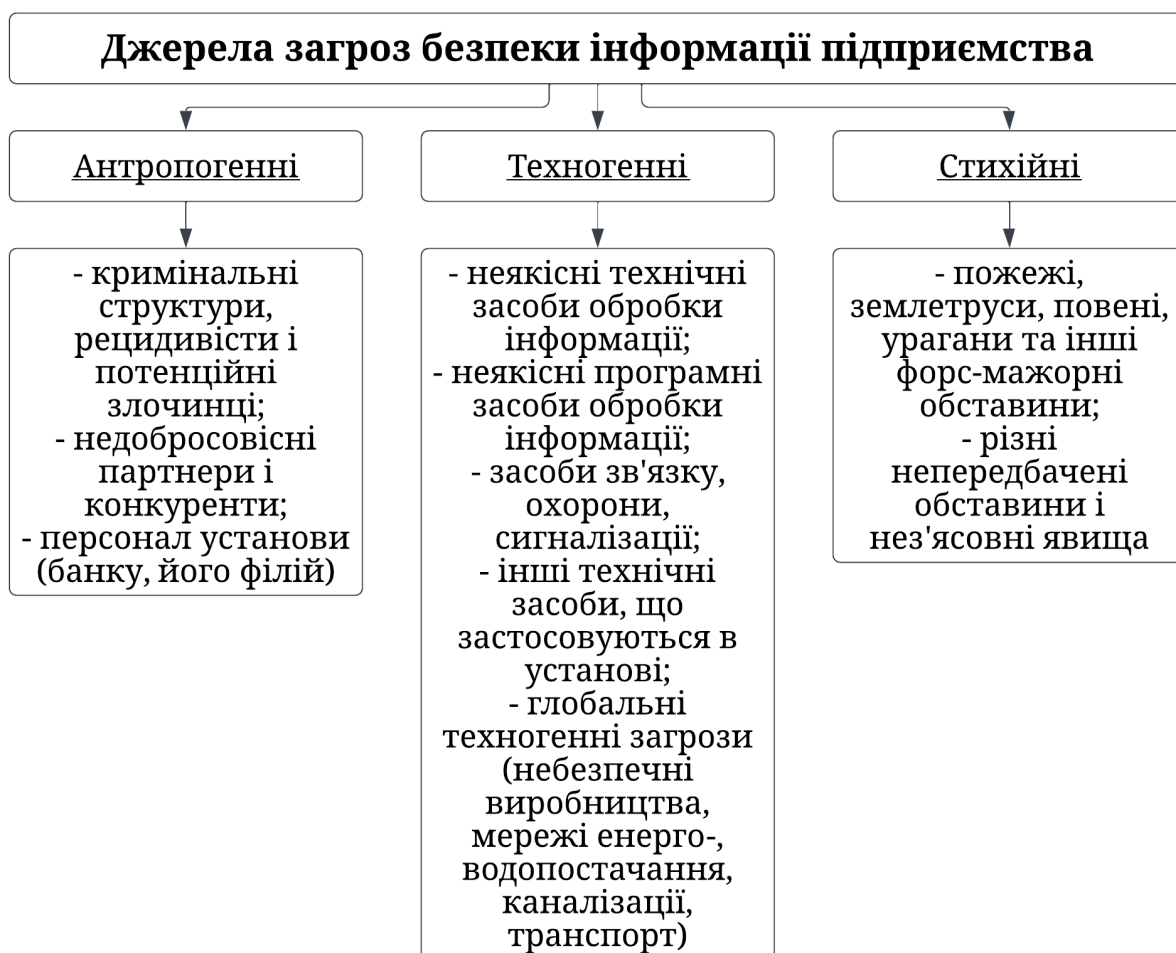 Джерела загроз безпеки інформації підприємства
Антропогенні
Техногенні
Стихійні
- кримінальні
структури,
рецидивісти і
потенційні
злочинці;
- недобросовісні
партнери і
конкуренти;
- персонал установи
(банку, його філій)
- неякісні технічні
засоби обробки
інформації;
- неякісні програмні
засоби обробки
інформації;
- засоби зв'язку,
охорони,
сигналізації;
- інші технічні
засоби, що
застосовуються в
установі;
- глобальні
техногенні загрози
(небезпечні
виробництва,
мережі енерго-,
водопостачання,
каналізації,
транспорт)
- пожежі,
землетруси, повені,
урагани та інші
форс-мажорні
обставини;
- різні
непередбачені
обставини і
нез'ясовні явища